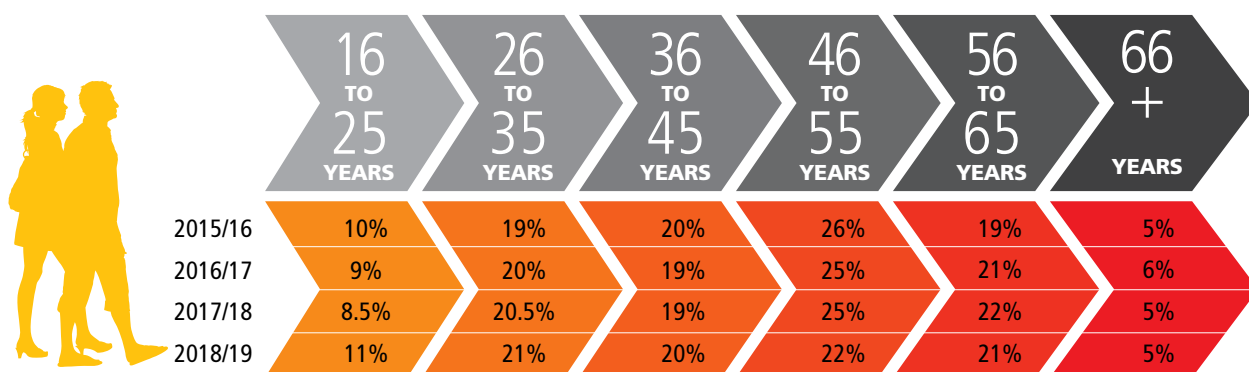 16 TO 25 YEARS
26 TO 35 YEARS
36 TO 45 YEARS
46 TO 55 YEARS
56 TO 65 YEARS
66 + YEARS
2015/16 10% 19% 20% 26% 19% 5%
2016/17 9% 20% 19% 25% 21% 6%
2017/18 8.5% 20.5% 19% 25% 22% 5%
2018/19 11% 21% 20% 22% 21% 5%